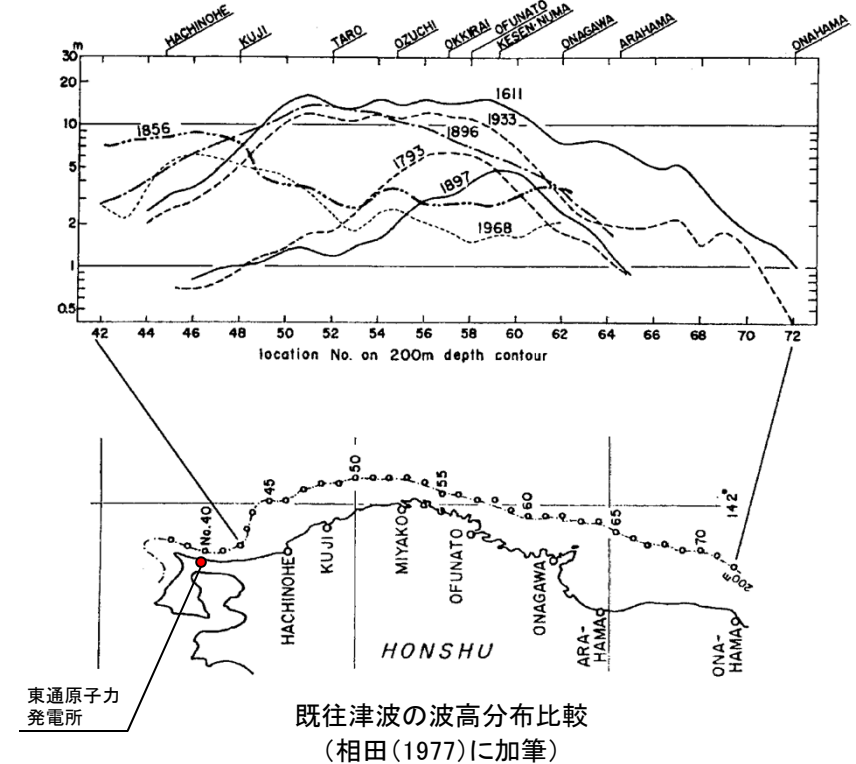 HACHINOHE KUJI TARO OZUCHI OKKIRAI OFUNATO KESEN-NUMA ONAGAWA ARAHAMA ONAHAMA
30 m
20
10
5
2
1
0.5
1611
1856
1933
1896
1793
1897
1968
42 44 46 48 50 52 54 56 58 60 62 64 66 68 70 72
location No. on 200m depth contour
No.40 45 50 55 60 65 70 142°
200m
HACHINOHE
KUJI
MIYAKO
OFUNATO
ONAGAWA
ARA-
HAMA
ONA-
HAMA
HONSHU
東通原子力
発電所
既往津波の波高分布比較
（相田（1977）に加筆）